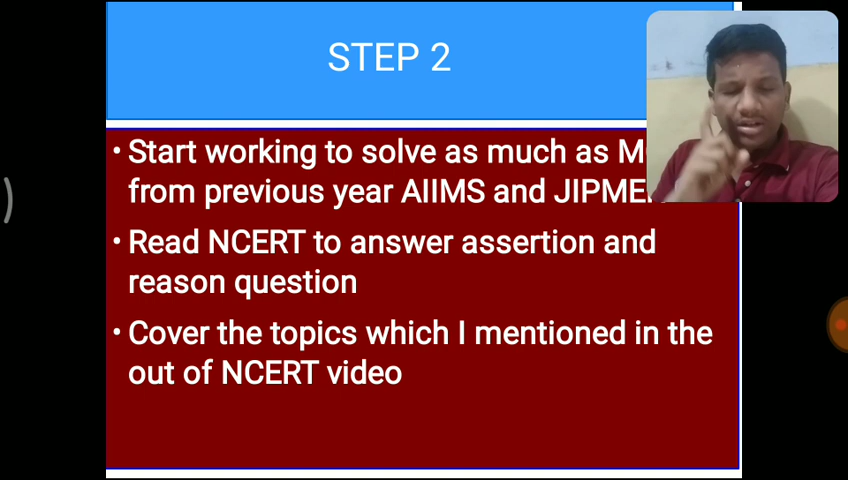 STEP 2
• Start working to solve as much as
from previous year AIIMS and
• Read NCERT to answer assertion and
reason question
• Cover the topics which I mentioned in the
out of NCERT video